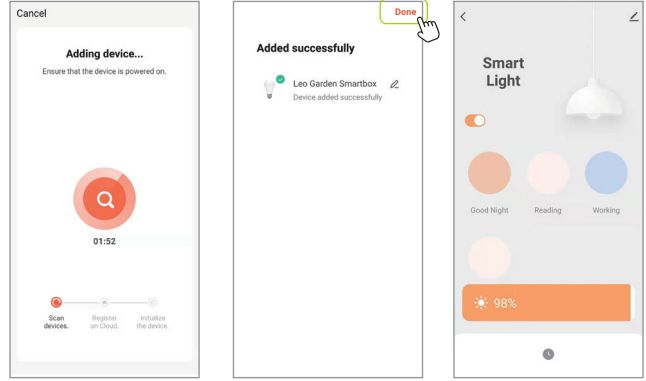 Cancel
Adding device...
Ensure that the device is powered on.
01:52
Scan
devices.
Register
on Cloud.
Initialize
the device.
Done
Added successfully
Leo Garden Smartbox
Device added successfully
Smart
Light
Good Night
Reading
Working
98%